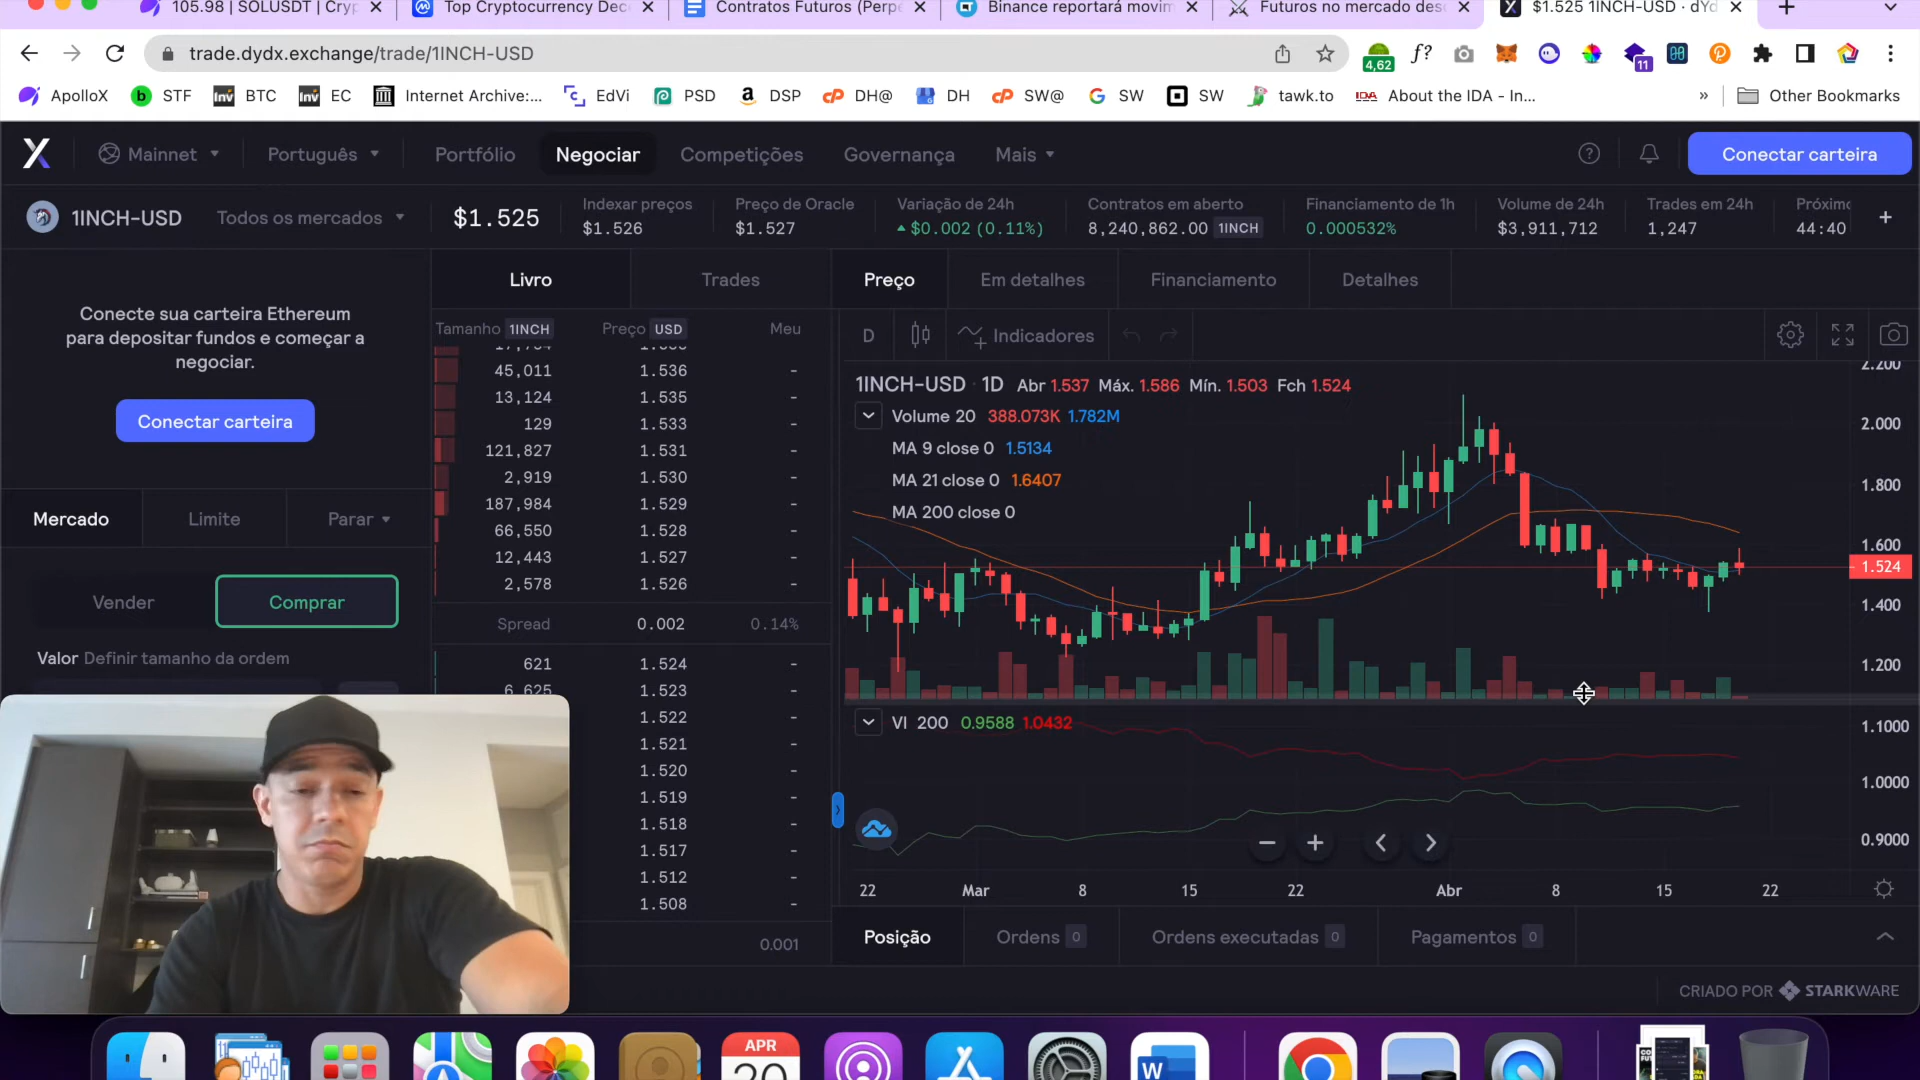 105.98 | SOLUSDT | Cryp
Top Cryptocurrency Dece
Contratos Futuros (Perpé
Binance reportará movim
Futuros no mercado des
$1.525 1INCH-USD · dYd
trade.dydx.exchange/trade/1INCH-USD
4,62
f?
11
ApolloX
STF
BTC
EC
Internet Archive:...
EdVi
PSD
DSP
DH@
DH
SW@
SW
SW
tawk.to
About the IDA - In...
»
Other Bookmarks
Mainnet
Português
Portfólio
Negociar
Competições
Governança
Mais
Conectar carteira
1INCH-USD
Todos os mercados
$1.525
Indexar preços
$1.526
Preço de Oracle
$1.527
Variação de 24h
$0.002 (0.11%)
Contratos em aberto
8,240,862.00 1INCH
Financiamento de 1h
0.000532%
Volume de 24h
$3,911,712
Trades em 24h
1,247
Próximo
44:40
Conecte sua carteira Ethereum
para depositar fundos e começar a
negociar.
Conectar carteira
Mercado
Limite
Parar
Vender
Comprar
Valor Definir tamanho da ordem
Livro
Trades
Tamanho 1INCH Preço USD Meu
45,011 1.536 -
13,124 1.535 -
129 1.533 -
121,827 1.531 -
2,919 1.530 -
187,984 1.529 -
66,550 1.528 -
12,443 1.527 -
2,578 1.526 -
Spread 0.002 0.14%
621 1.524 -
6,625 1.523 -
1.522 -
1.521 -
1.520 -
1.519 -
1.518 -
1.517 -
1.512 -
1.508 -
0.001
Preço
Em detalhes
Financiamento
Detalhes
D
Indicadores
1INCH-USD · 1D Abr 1.537 Máx. 1.586 Mín. 1.503 Fch 1.524
Volume 20 388.073K 1.782M
MA 9 close 0 1.5134
MA 21 close 0 1.6407
MA 200 close 0
2.200
2.000
1.800
1.600
1.524
1.400
1.200
VI 200 0.9588 1.0432
1.1000
1.0000
0.9000
22 Mar 8 15 22 Abr 8 15 22
Posição
Ordens 0
Ordens executadas 0
Pagamentos 0
CRIADO POR STARKWARE
APR
20
W